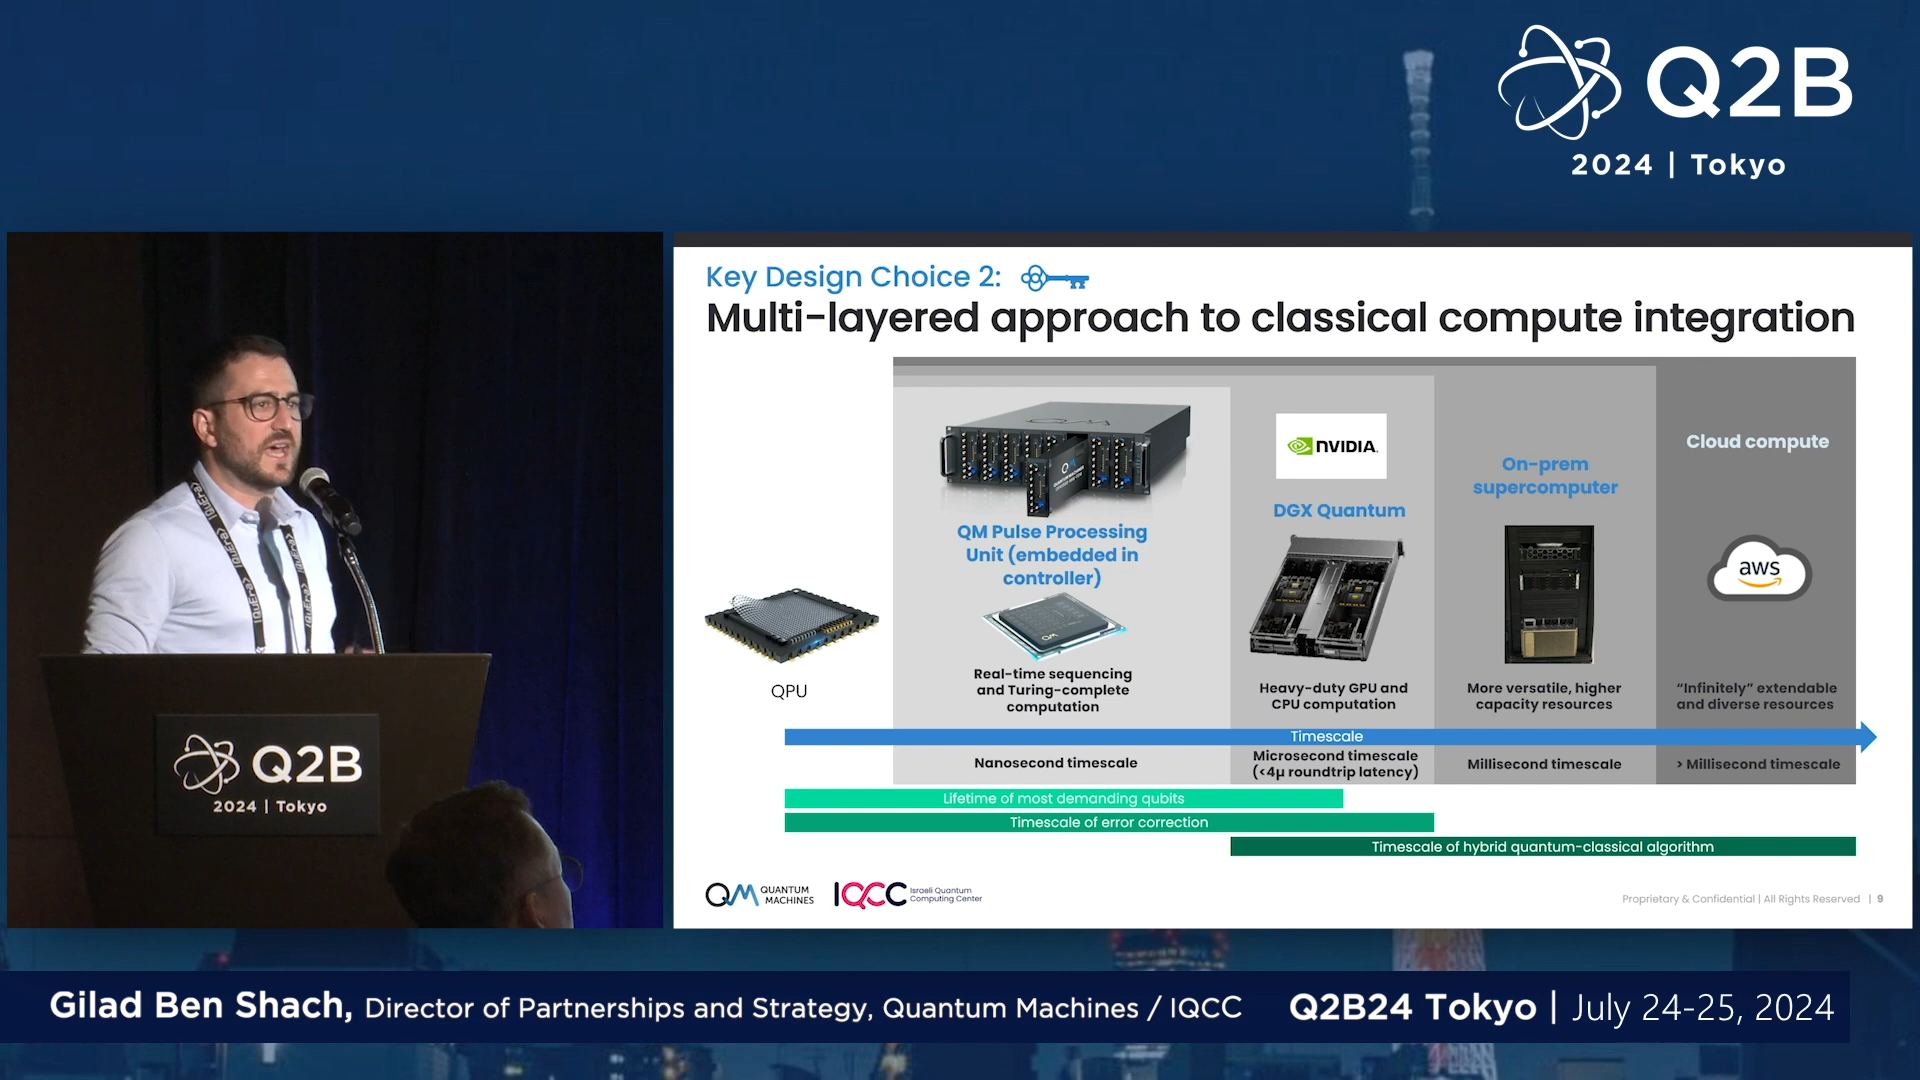 Q2B
2024 | Tokyo
Key Design Choice 2:
Multi-layered approach to classical compute integration
QM
QM Pulse Processing
Unit (embedded in
controller)
QM
Real-time sequencing
and Turing-complete
computation
NVIDIA.
DGX Quantum
Heavy-duty GPU and
CPU computation
On-prem
supercomputer
More versatile, higher
capacity resources
Cloud compute
aws
“Infinitely” extendable
and diverse resources
QPU
Timescale
Nanosecond timescale
Microsecond timescale
(<4μ roundtrip latency)
Millisecond timescale
> Millisecond timescale
Lifetime of most demanding qubits
Timescale of error correction
Timescale of hybrid quantum-classical algorithm
QM QUANTUM
MACHINES
IQCC Israeli Quantum
Computing Center
Proprietary & Confidential | All Rights Reserved | 9
IQuEra>
IQuEra>
Q2B
2024 | Tokyo
Gilad Ben Shach, Director of Partnerships and Strategy, Quantum Machines / IQCC
Q2B24 Tokyo | July 24-25, 2024